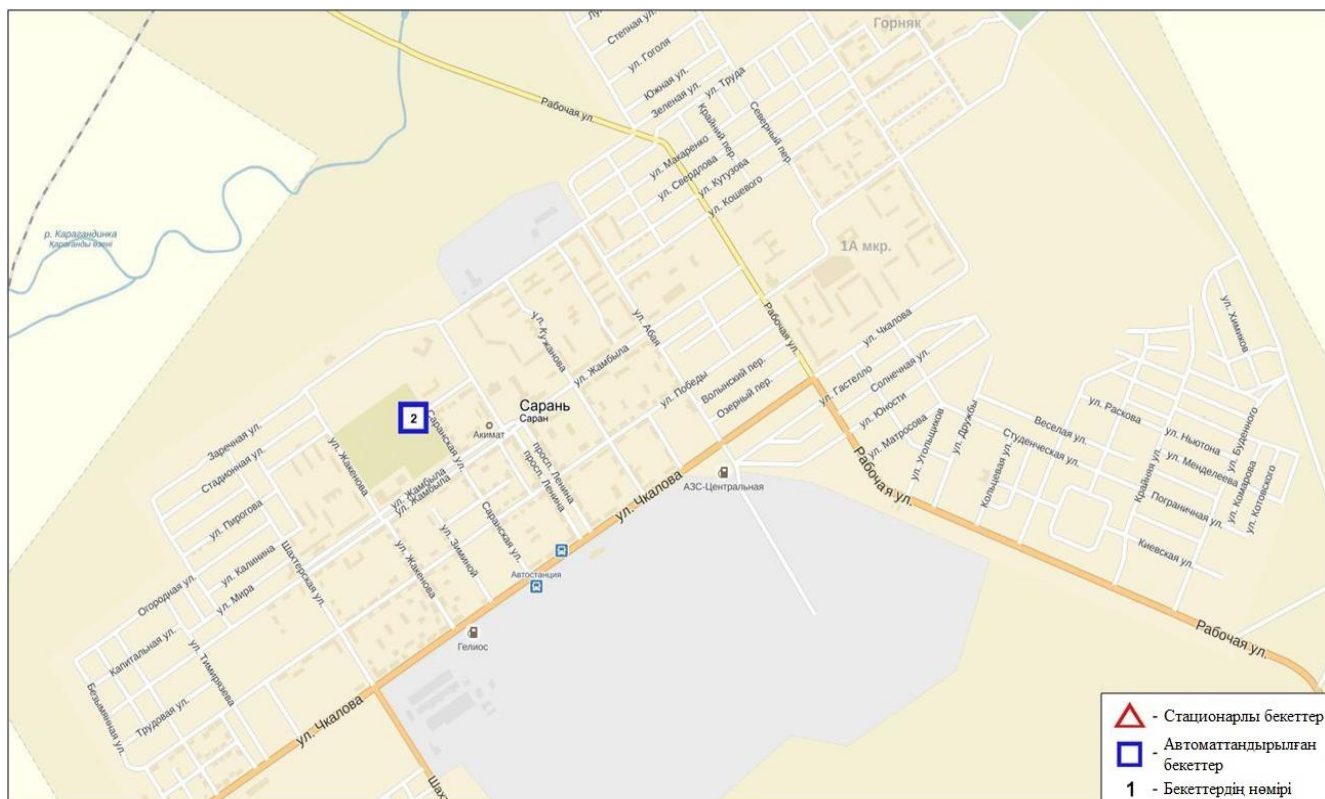 Горняк
Степная ул.
ул. Гоголя
Южная ул.
Зеленая ул.
ул. Труда
Рабочая ул.
Крайний пер.
Северный пер.
ул. Макаренко
ул. Свердлова
ул. Кутузова
ул. Кошевого
р. Карагандинка
Қарағанды өзені
1А мкр.
ул. Химиков
ул. Кужанова
ул. Абая
Рабочая ул.
ул. Чкалова
ул. Жамбыла
ул. Победы
Волынский пер.
Озерный пер.
ул. Гастелло
Солнечная ул.
ул. Юности
ул. Матросова
ул. Угольщиков
ул. Дружбы
Сарань
Саран
Акимат
2
Саранская ул.
просп. Ленина
просп. Ленина
Заречная ул.
Стадионная ул.
ул. Жакенова
ул. Жамбыла
ул. Жамбыла
АЗС-Центральная
ул. Чкалова
Рабочая ул.
Веселая ул.
Студенческая ул.
Кольцевая ул.
ул. Раскова
ул. Ньютона
ул. Менделеева
ул. Буденного
Крайняя ул.
Пограничная ул.
ул. Комарова
ул. Котовского
Киевская ул.
ул. Пирогова
ул. Калинина
Шахтерская ул.
ул. Зиминой
Саранская ул.
ул. Жакенова
Автостанция
Огородная ул.
ул. Мира
Гелиос
Капитальная ул.
ул. Тимирязева
Трудовая ул.
Безымянная ул.
ул. Чкалова
Рабочая ул.
- Стационарлы бекеттер
- Автоматтандырылған
бекеттер
1 - Бекеттердің нөмірі